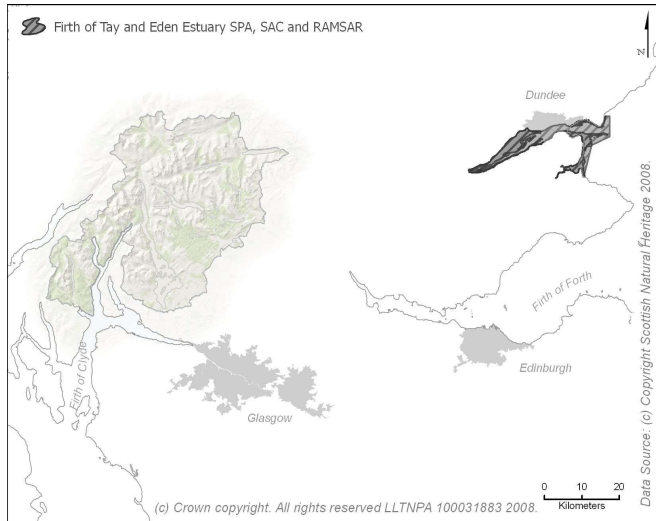 Firth of Tay and Eden Estuary SPA, SAC and RAMSAR
N
Dundee
Firth of Forth
Edinburgh
Firth of Clyde
Glasgow
0 10 20
Kilometers
(c) Crown copyright. All rights reserved LLTNPA 100031883 2008.
Data Source: (c) Copyright Scottish Natural Heritage 2008.